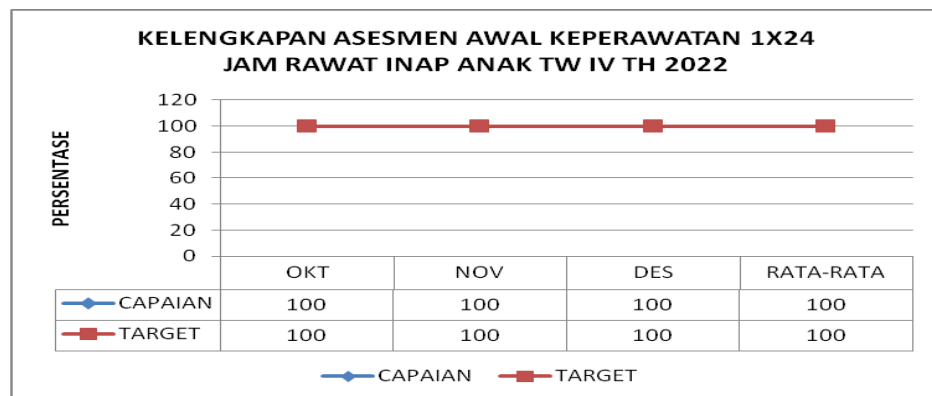 KELENGKAPAN ASESMEN AWAL KEPERAWATAN 1X24
JAM RAWAT INAP ANAK TW IV TH 2022
PERSENTASE
120
100
80
60
40
20
0
OKT NOV DES RATA-RATA
CAPAIAN 100 100 100 100
TARGET 100 100 100 100
CAPAIAN TARGET